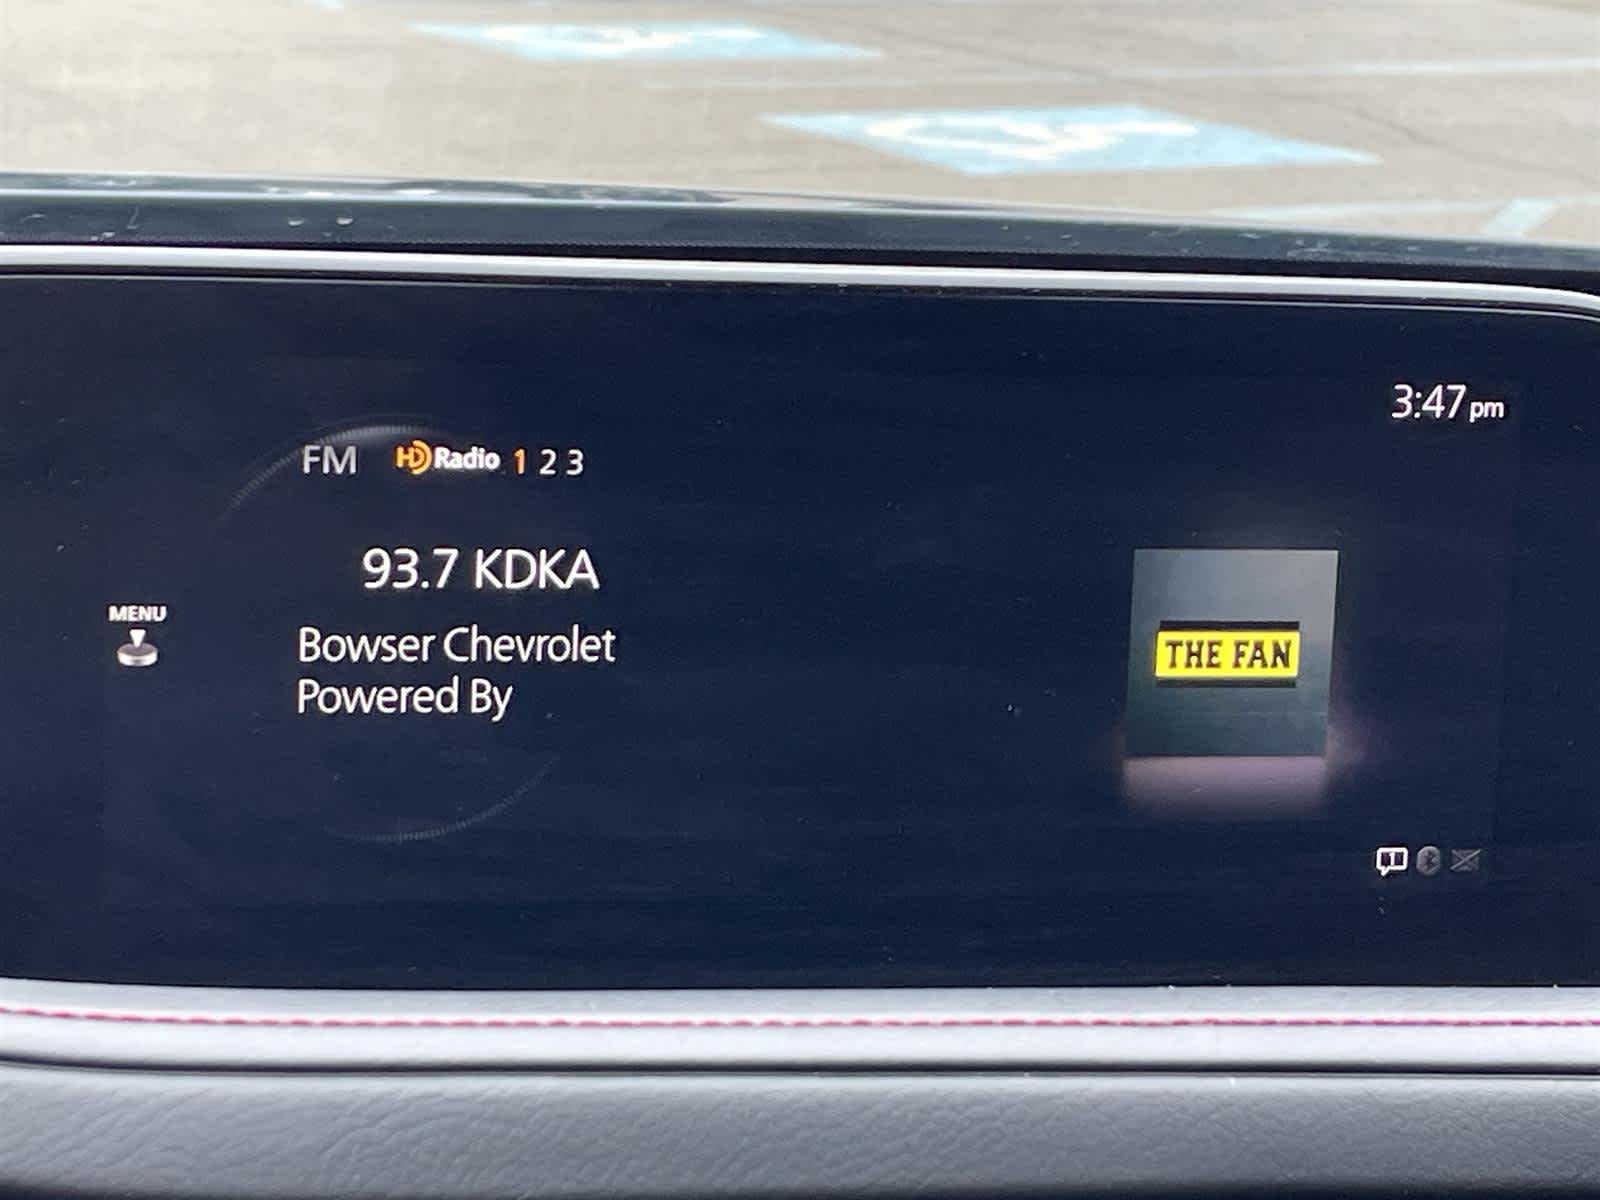 3:47 pm
FM HD Radio 1 2 3
93.7 KDKA
MENU
Bowser Chevrolet
Powered By
THE FAN
1